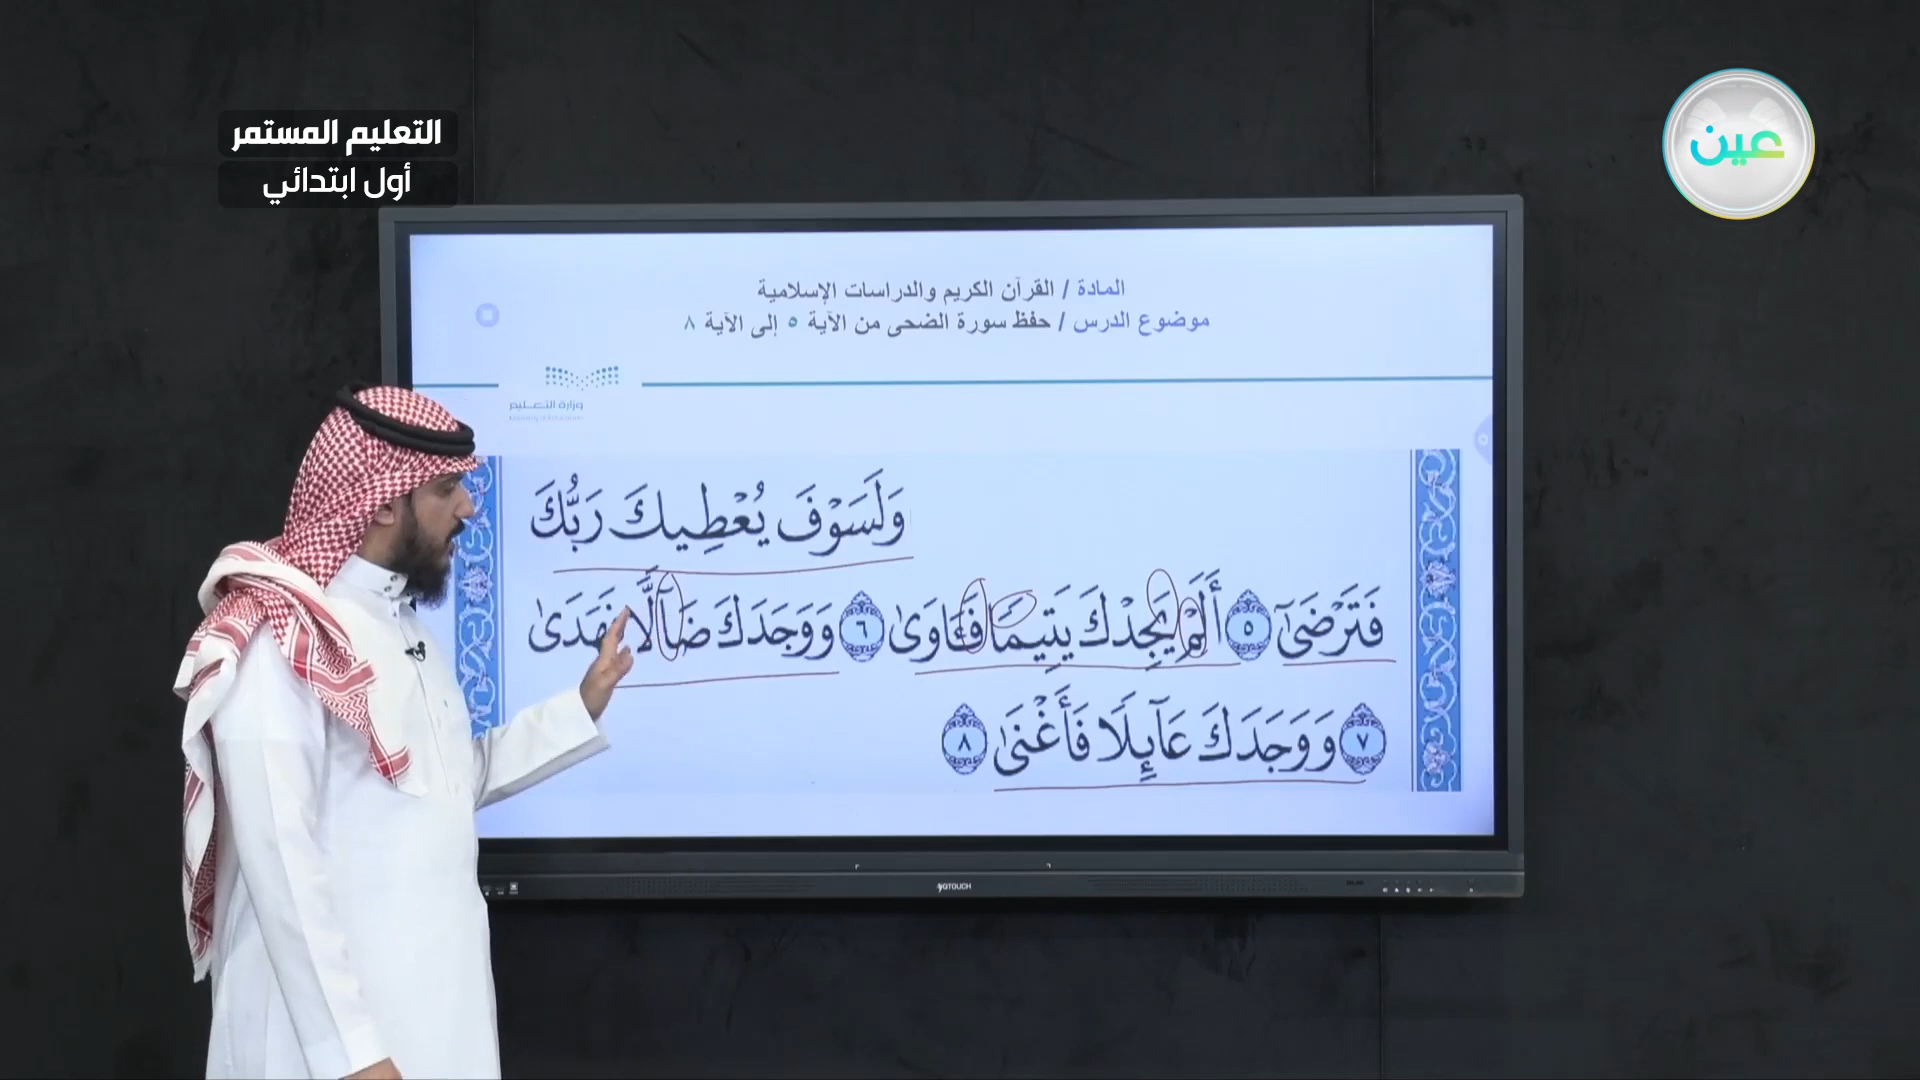 التعليم المستمر
أول ابتدائي
عين
المادة / القرآن الكريم والدراسات الإسلامية
موضوع الدرس / حفظ سورة الضحى من الآية ٥ إلى الآية ٨
وزارة التعليم
وَلَسَوْفَ يُعْطِيكَ رَبُّكَ
فَتَرْضَىٰٓ ٥ أَلَمْ يَجِدْكَ يَتِيمًا فَـَٔاوَىٰ ٦ وَوَجَدَكَ ضَآلًّا فَهَدَىٰ
٧ وَوَجَدَكَ عَآئِلًا فَأَغْنَىٰ ٨